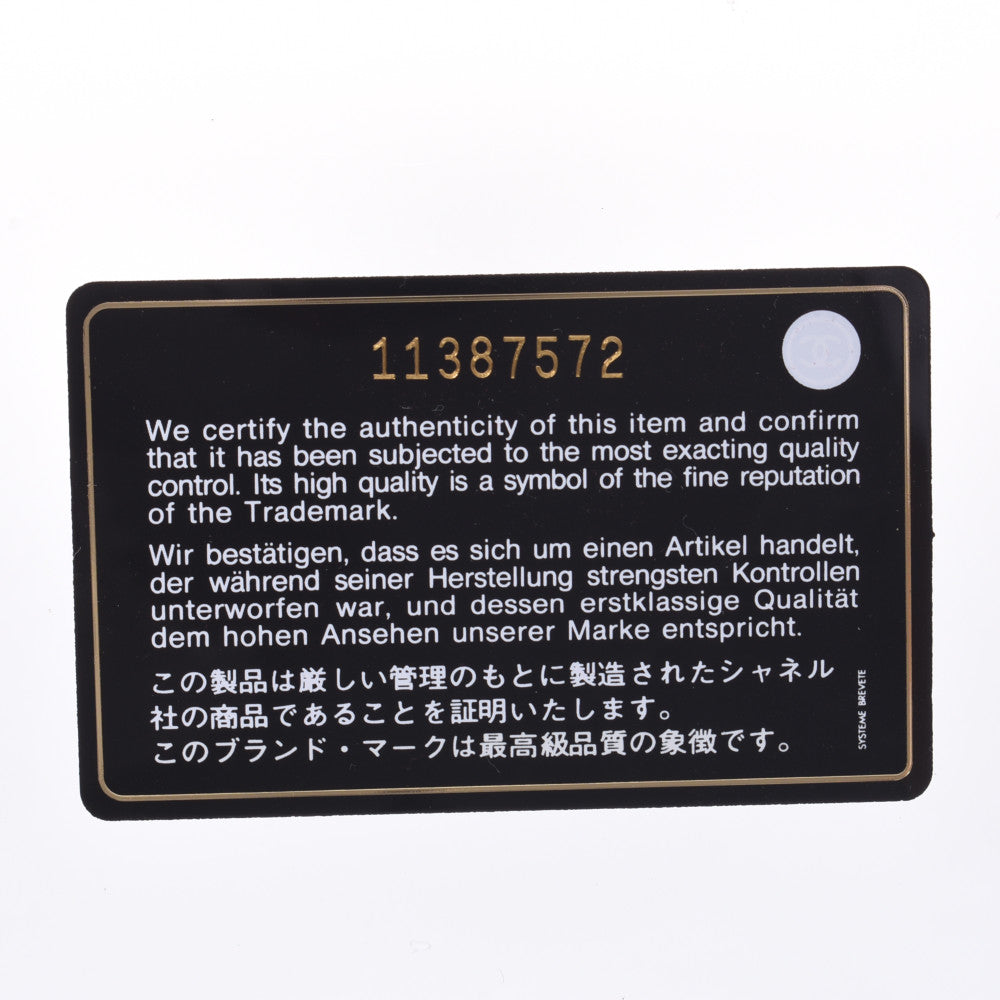 11387572
We certify the authenticity of this item and confirm
that it has been subjected to the most exacting quality
control. Its high quality is a symbol of the fine reputation
of the Trademark.
Wir bestätigen, dass es sich um einen Artikel handelt,
der während seiner Herstellung strengsten Kontrollen
unterworfen war, und dessen erstklassige Qualität
dem hohen Ansehen unserer Marke entspricht.
この製品は厳しい管理のもとに製造されたシャネル
社の商品であることを証明いたします。
このブランド・マークは最高級品質の象徴です。
SYSTEME BREVETE